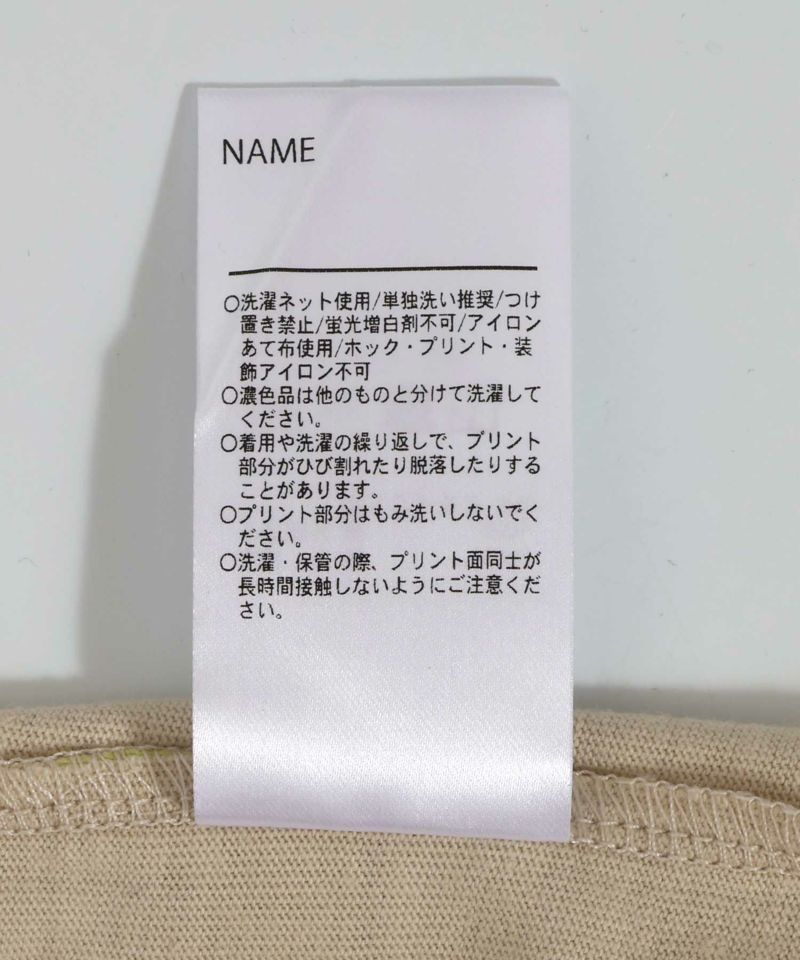 NAME
○洗濯ネット使用/単独洗い推奨/つけ
置き禁止/蛍光増白剤不可/アイロン
あて布使用/ホック・プリント・装
飾アイロン不可
○濃色品は他のものと分けて洗濯して
ください。
○着用や洗濯の繰り返しで、プリント
部分がひび割れたり脱落したりする
ことがあります。
○プリント部分はもみ洗いしないでく
ださい。
○洗濯・保管の際、プリント面同士が
長時間接触しないようにご注意くだ
さい。